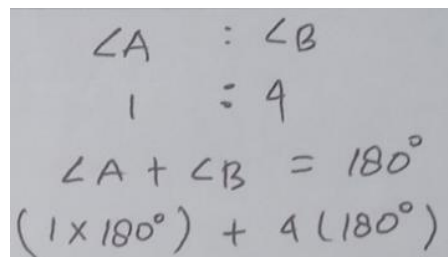 ∠A : ∠B
1 : 4
∠A + ∠B = 180°
(1 × 180°) + 4 (180°)